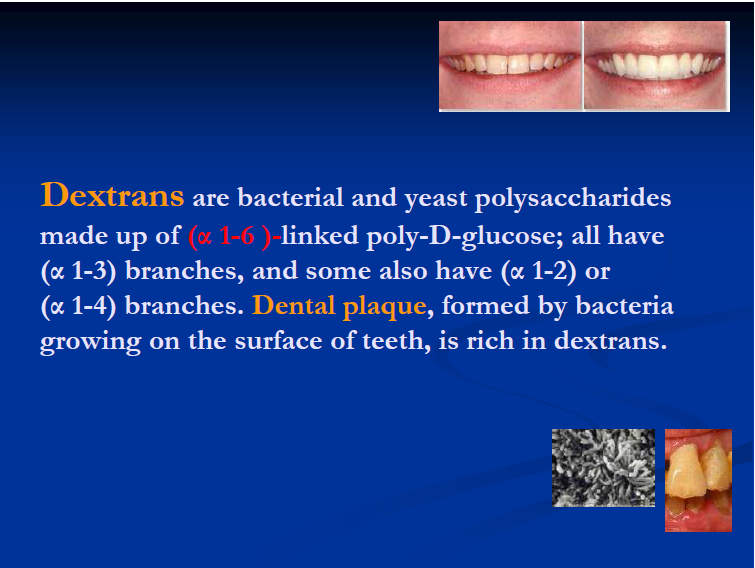 Dextrans are bacterial and yeast polysaccharides
made up of (α 1-6 )-linked poly-D-glucose; all have
(α 1-3) branches, and some also have (α 1-2) or
(α 1-4) branches. Dental plaque, formed by bacteria
growing on the surface of teeth, is rich in dextrans.